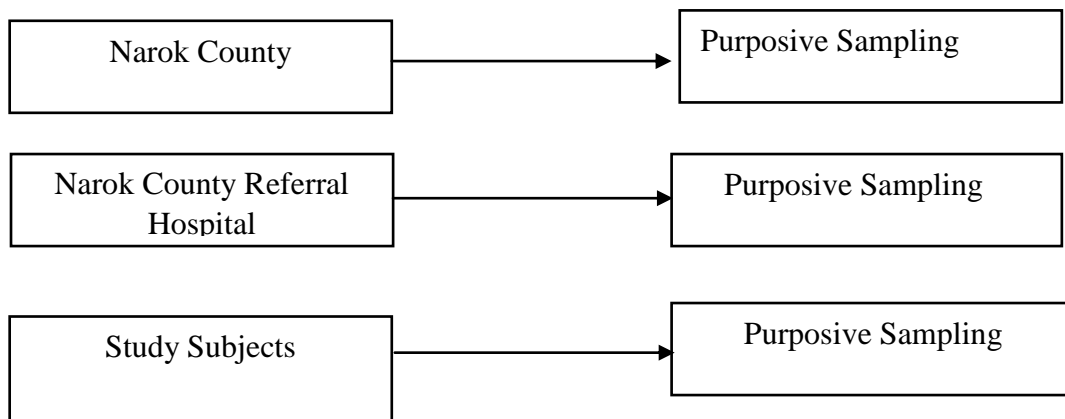 Narok County
Purposive Sampling
Narok County Referral
Hospital
Purposive Sampling
Study Subjects
Purposive Sampling